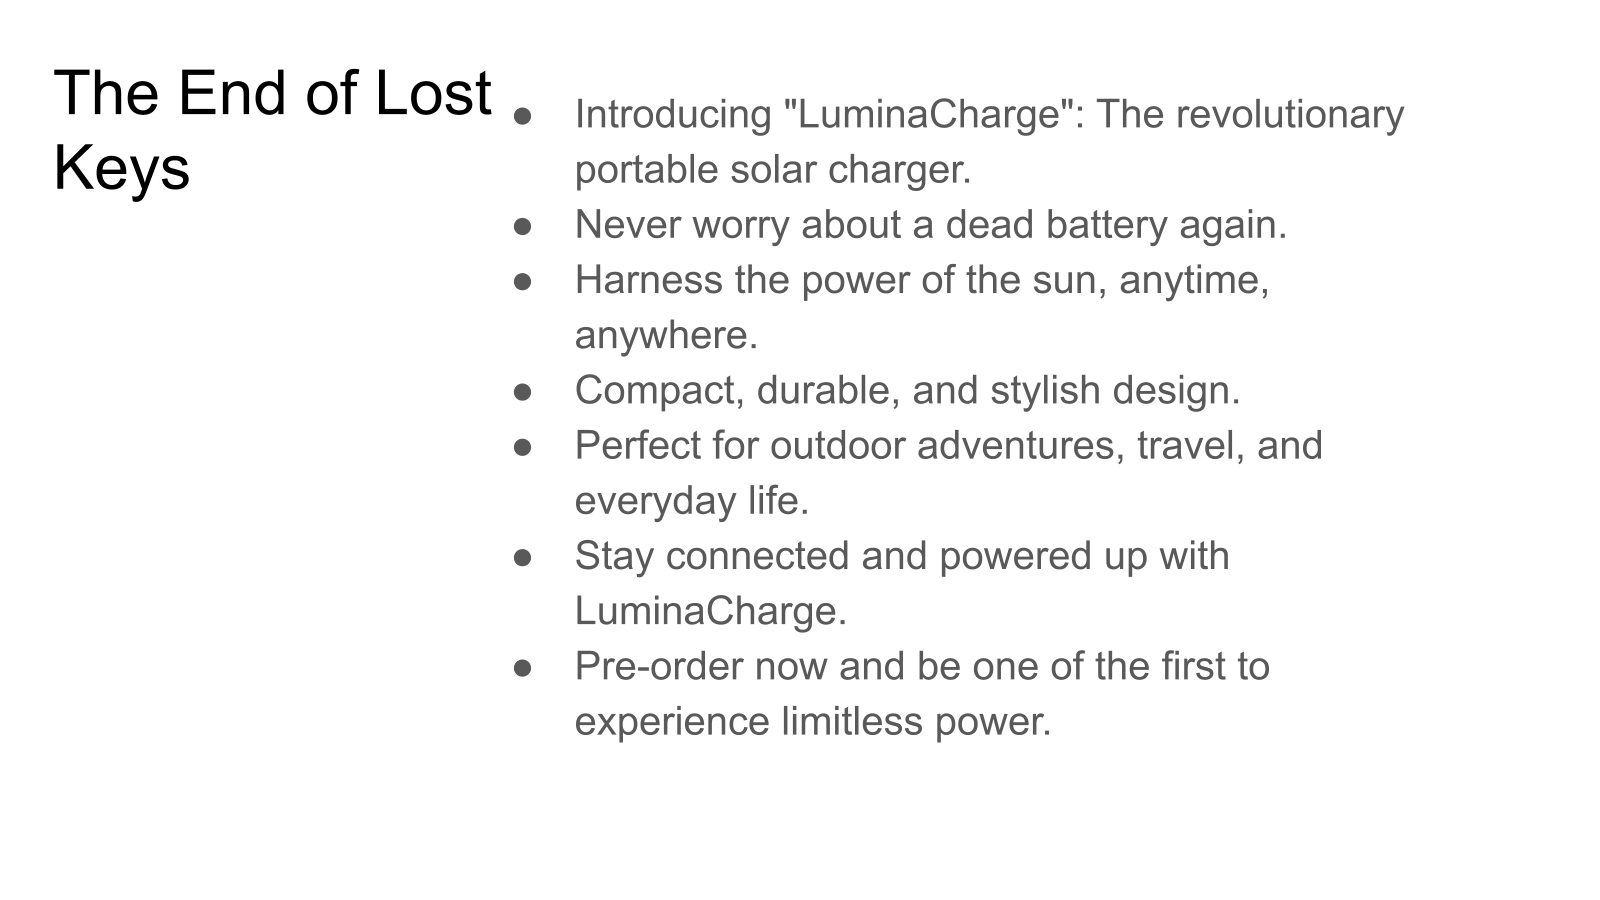 The End of Lost
Keys
● Introducing "LuminaCharge": The revolutionary
portable solar charger.
● Never worry about a dead battery again.
● Harness the power of the sun, anytime,
anywhere.
● Compact, durable, and stylish design.
● Perfect for outdoor adventures, travel, and
everyday life.
● Stay connected and powered up with
LuminaCharge.
● Pre-order now and be one of the first to
experience limitless power.